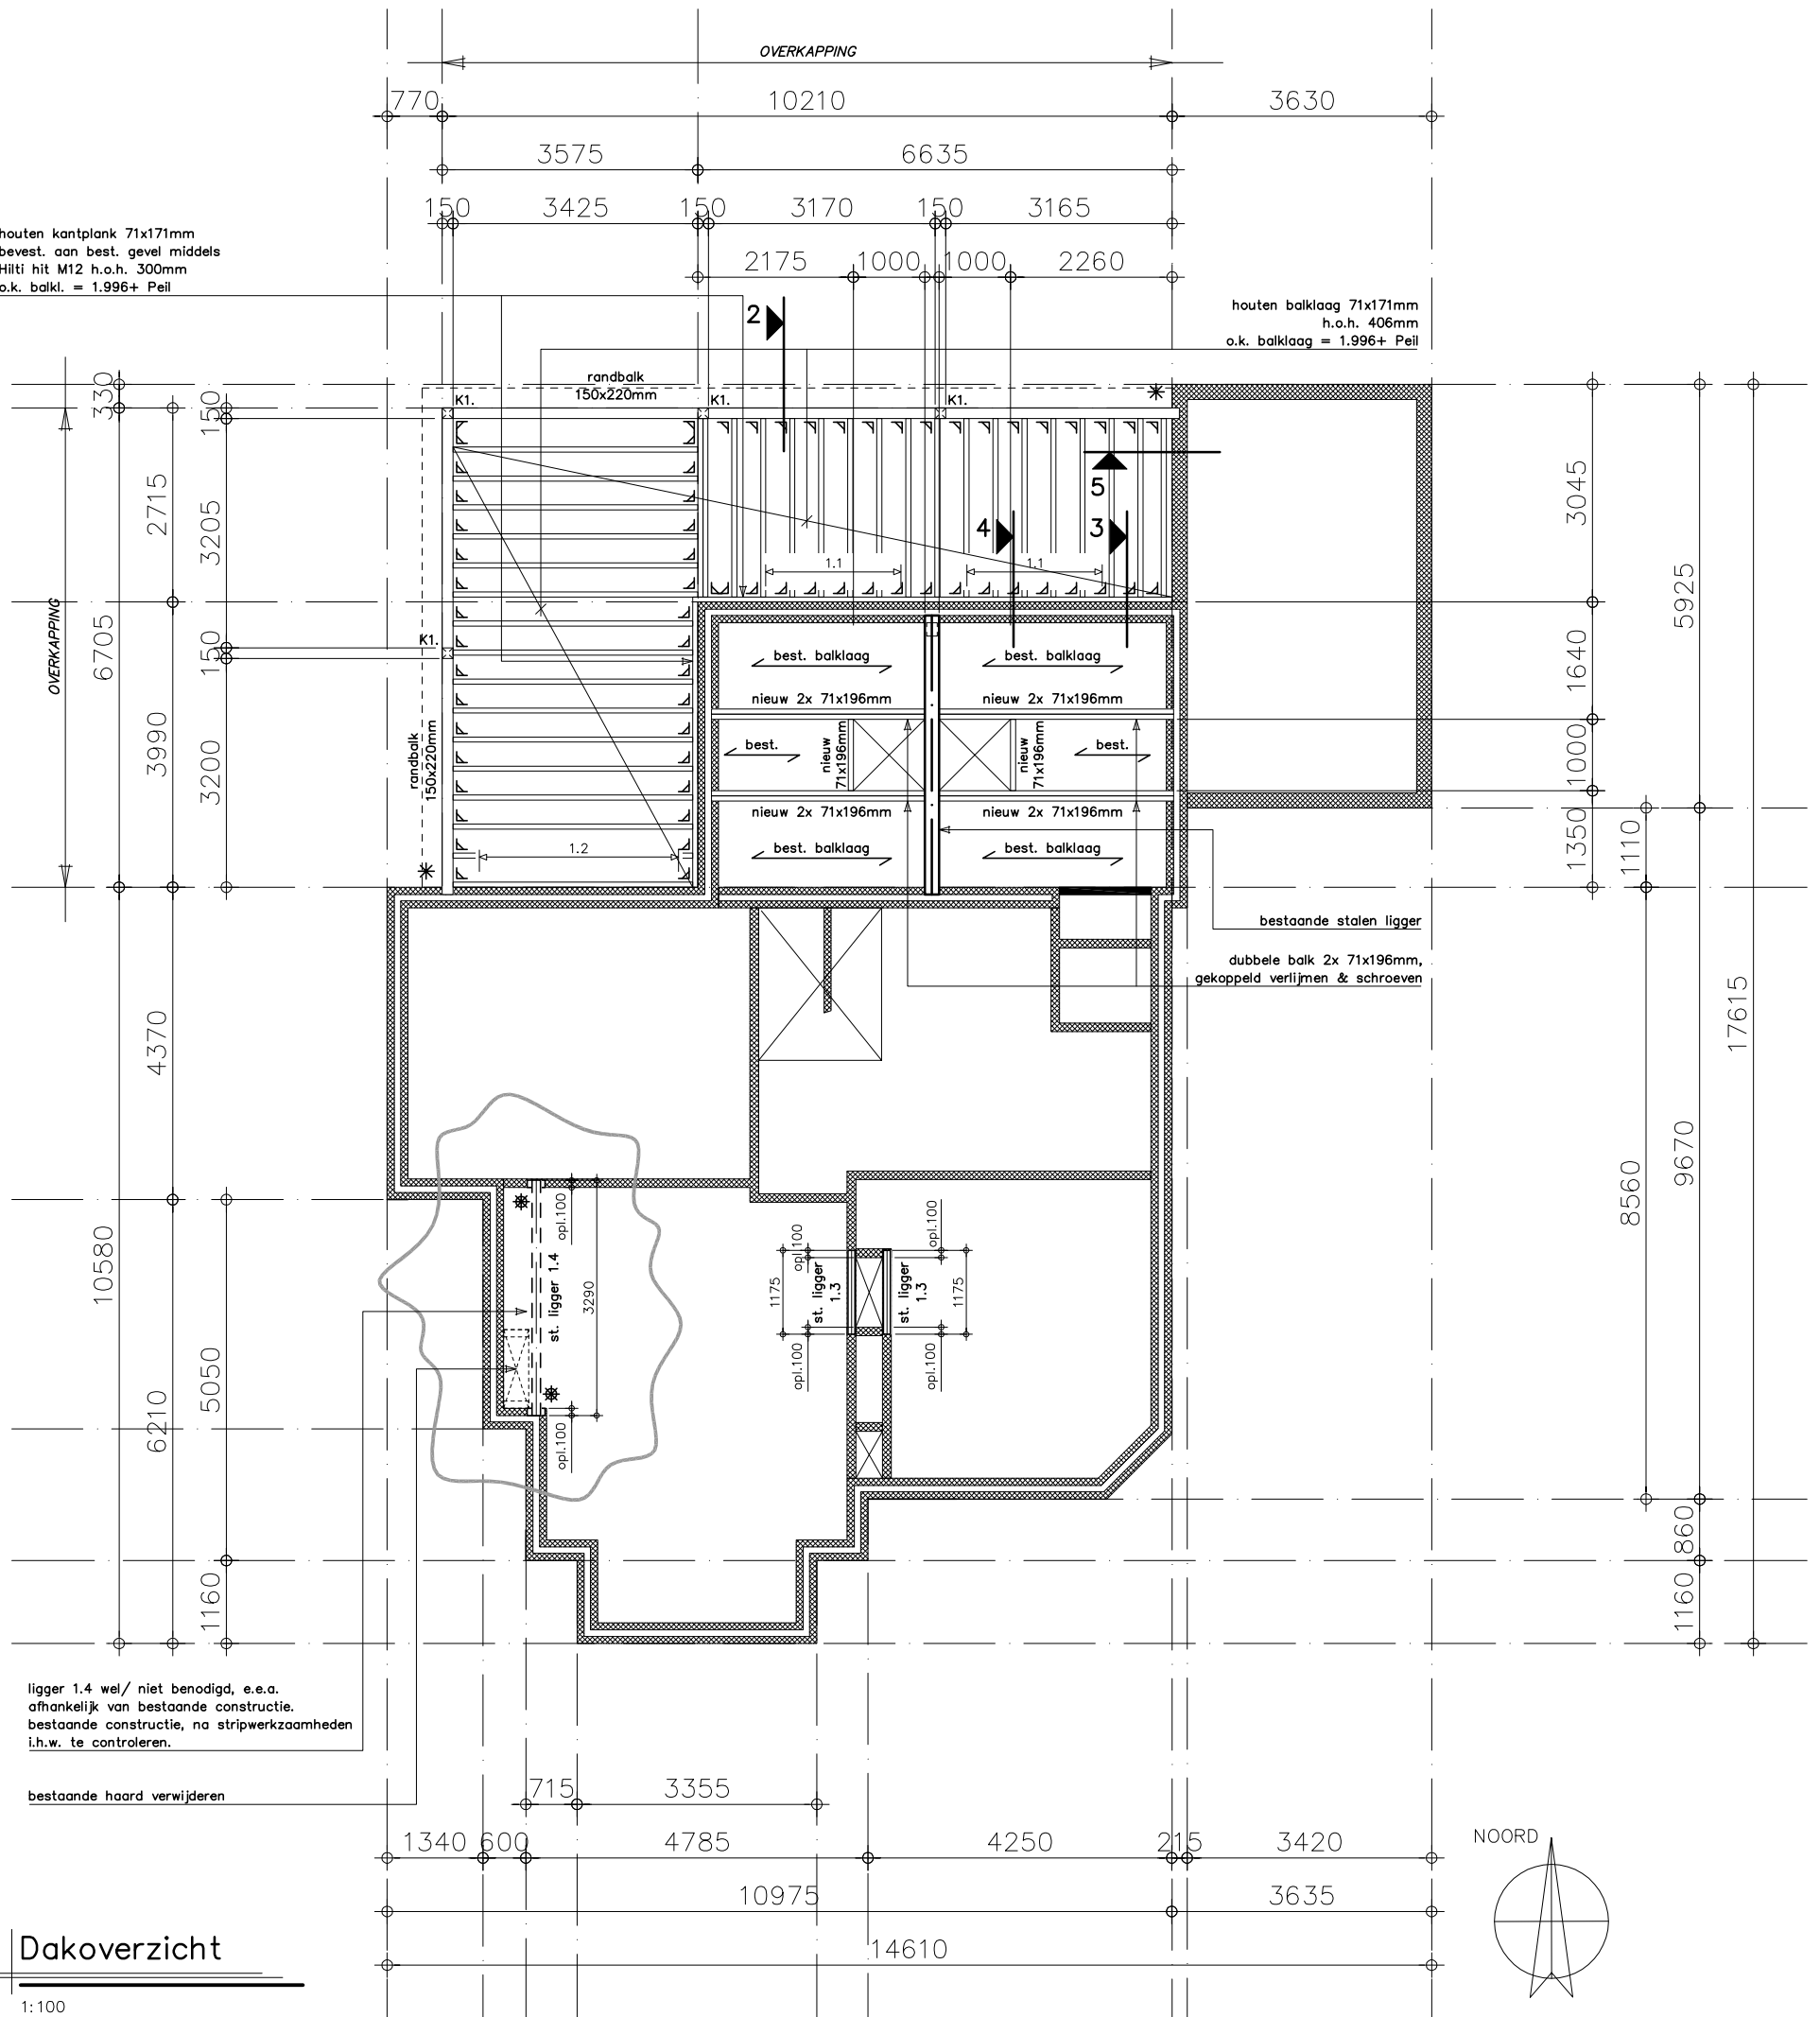 OVERKAPPING
770
10210
3630
3575
6635
150
3425
150
3170
150
3165
2175
1000
1000
2260
houten kantplank 71x171mm
bevest. aan best. gevel middels
Hilti hit M12 h.o.h. 300mm
o.k. balkl. = 1.996+ Peil
houten balklaag 71x171mm
h.o.h. 406mm
o.k. balklaag = 1.996+ Peil
2
randbalk
150x220mm
K1.
K1.
K1.
5
4
3
1.1
1.1
K1.
330
150
2715
3205
OVERKAPPING
6705
150
3990
3200
randbalk
150x220mm
1.2
3045
5925
1640
1000
1350
1110
best. balklaag
best. balklaag
nieuw 2x 71x196mm
nieuw 2x 71x196mm
best.
nieuw
71x196mm
nieuw
71x196mm
best.
nieuw 2x 71x196mm
nieuw 2x 71x196mm
best. balklaag
best. balklaag
bestaande stalen ligger
dubbele balk 2x 71x196mm,
gekoppeld verlijmen & schroeven
17615
4370
10580
6210
5050
1160
8560
9670
860
1160
opl.100
st. ligger 1.4
3290
opl.100
opl.100
opl.100
1175
st. ligger
1.3
st. ligger
1.3
1175
opl.100
opl.100
ligger 1.4 wel/ niet benodigd, e.e.a.
afhankelijk van bestaande constructie.
bestaande constructie, na stripwerkzaamheden
i.h.w. te controleren.
bestaande haard verwijderen
715
3355
1340
600
4785
4250
215
3420
10975
3635
14610
NOORD
Dakoverzicht
1:100